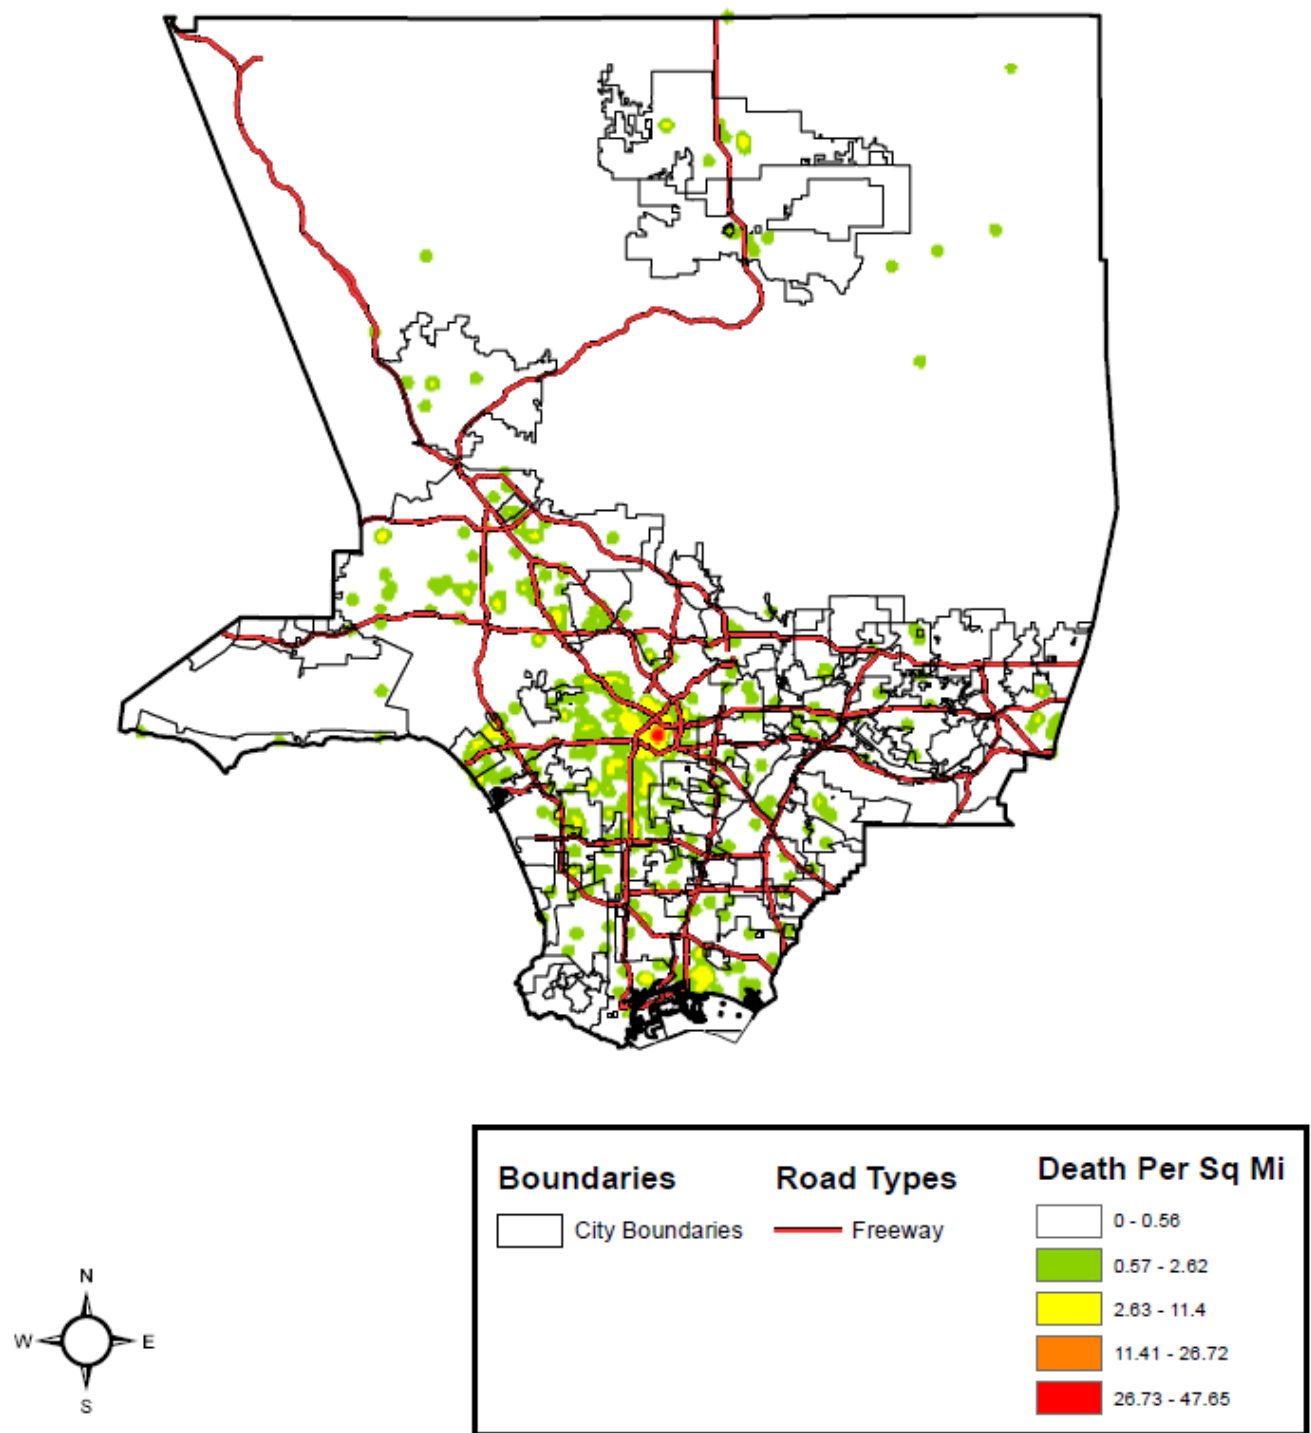 Boundaries
City Boundaries
Road Types
Freeway
Death Per Sq Mi
0 - 0.56
0.57 - 2.62
2.63 - 11.4
11.41 - 26.72
26.73 - 47.65
N
W
E
S